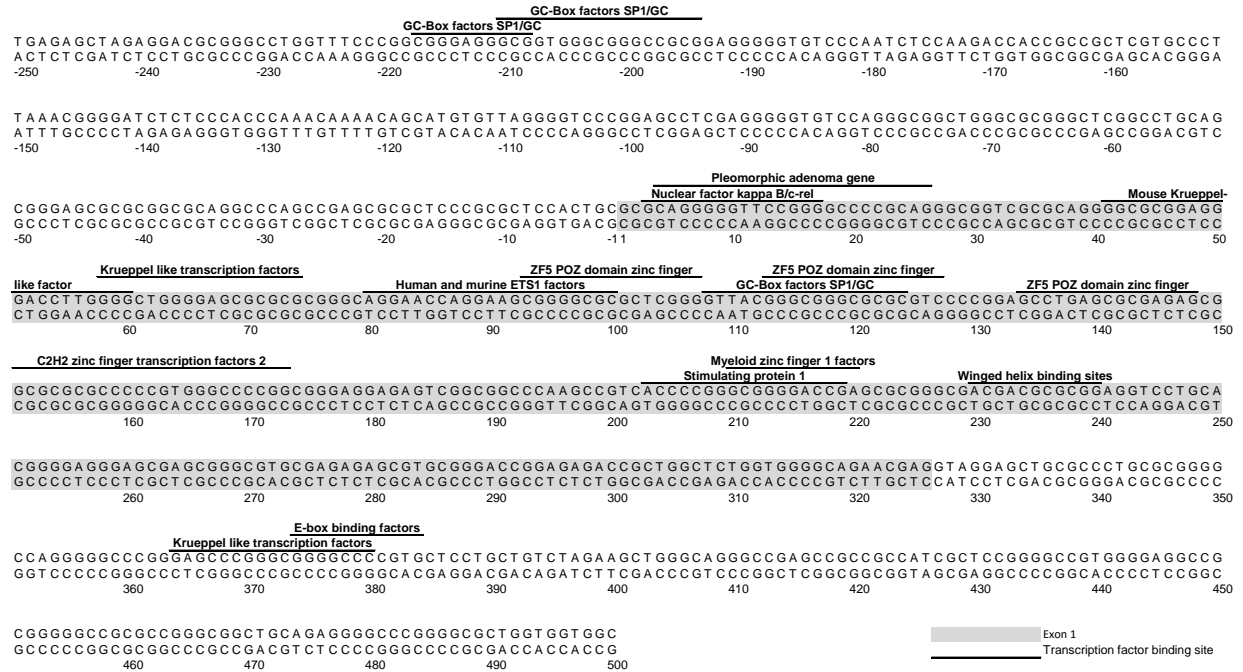 GC-Box factors SP1/GC
GC-Box factors SP1/GC
TGAGAGCTAGAGGACGCGGGCCTGGTTTCCCGGCGGGAGGGCGGTGGGCGGGCCGCGGAGGGGGTGTCCCAATCTCCAAGACCACCGCCGCTCGTGCCCT
ACTCTCGATCTCCTGCGCCCGGACCAAAGGGCCGCCCTCCCGCCACCCGCCCGGCGCCTCCCCCACAGGGTTAGAGGTTCTGGTGGCGGCGAGCACGGGA
-250 -240 -230 -220 -210 -200 -190 -180 -170 -160
TAAACGGGGATCTCTCCCACCCAAACAAAACAGCATGTGTTAGGGGTCCCGGAGCCTCGAGGGGGTGTCCAGGGCGGCTGGGCGCGGGCTCGGCCTGCAG
ATTTGCCCCTAGAGAGGGTGGGTTTGTTTTGTCGTACACAATCCCCAGGGCCTCGGAGCTCCCCCACAGGTCCCGCCGACCCGCGCCCGAGCCGGACGTC
-150 -140 -130 -120 -110 -100 -90 -80 -70 -60
Pleomorphic adenoma gene
Nuclear factor kappa B/c-rel Mouse Krueppel-
CGGGAGCGCGCGGCGCAGGCCCAGCCGAGCGCGCTCCCGCGCTCCACTGCGCGCAGGGGGTTCCGGGGCCCCGCAGGGCGGTCGCGCAGGGGCGCGGAGG
GCCCTCGCGCGCCGCGTCCGGGTCGGCTCGCGCGAGGGCGCGAGGTGACGCGCGTCCCCCAAGGCCCCGGGGCGTCCCGCCAGCGCGTCCCCGCGCCTCC
-50 -40 -30 -20 -10 -1 1 10 20 30 40 50
Krueppel like transcription factors ZF5 POZ domain zinc finger ZF5 POZ domain zinc finger
like factor Human and murine ETS1 factors GC-Box factors SP1/GC ZF5 POZ domain zinc finger
GACCTTGGGGCTGGGGAGCGCGCGCGGGCAGGAACCAGGAAGCGGGGCGCGCTCGGGGTTACGGGCGGGCGCGCGTCCCCGGAGCCTGAGCGCGAGAGCG
CTGGAACCCCGACCCCTCGCGCGCGCCCGTCCTTGGTCCTTCGCCCCGCGCGAGCCCCAATGCCCGCCCGCGCGCAGGGGCCTCGGACTCGCGCTCTCGC
60 70 80 90 100 110 120 130 140 150
C2H2 zinc finger transcription factors 2 Myeloid zinc finger 1 factors
Stimulating protein 1 Winged helix binding sites
GCGCGCGCCCCCGTGGGCCCCGGCGGGAGGAGAGTCGGCGGGCCAAGCCGTCACCCCGGGCGGGGACCGAGCGCGGGCGACGACGCGCGGAGGTCCTGCA
CGCGCGCGGGGGCACCCGGGGCCGCCCTCCTCTCAGCCGCCCGGTTCGGCAGTGGGGCCCGCCCCTGGCTCGCGCCCGCTGCTGCGCGCCTCCAGGACGT
160 170 180 190 200 210 220 230 240 250
CGGGGAGGGAGCGAGCGGGCGTGCGAGAGAGCGTGCGGGACCGGAGAGACCGCTGGCTCTGGTGGGGCAGAACGAGGTAGGAGCTGCGCCCTGCGCGGGG
GCCCCTCCCTCGCTCGCCCGCACGCTCTCTCGCACGCCCTGGCCTCTCTGGCGACCGAGACCACCCCGTCTTGCTCCATCCTCGACGCGGGACGCGCCCC
260 270 280 290 300 310 320 330 340 350
E-box binding factors
Krueppel like transcription factors
CCAGGGGGCCCGGGAGCCCGGGCGGGGCCCCGTGCTCCTGCTGTCTAGAAGCTGGGCAGGGCCGAGCCGCCGCCATCGCTCCGGGGCCGTGGGGAGGCCG
GGTCCCCCGGGCCCTCGGGCCCGCCCCGGGGCACGAGGACGACAGATCTTCGACCCGTCCCGGCTCGGCGGCGGTAGCGAGGCCCCGGCACCCCTCCGGC
360 370 380 390 400 410 420 430 440 450
CGGGGGCCGCGCCGGGCGGCTGCAGAGGGGCCCGGGGCGCTGGTGGTGGC
GCCCCCGGCGCGGCCCGCCGACGTCTCCCCGGGCCCCGCGACCACCACCG
460 470 480 490 500
Exon 1
Transcription factor binding site